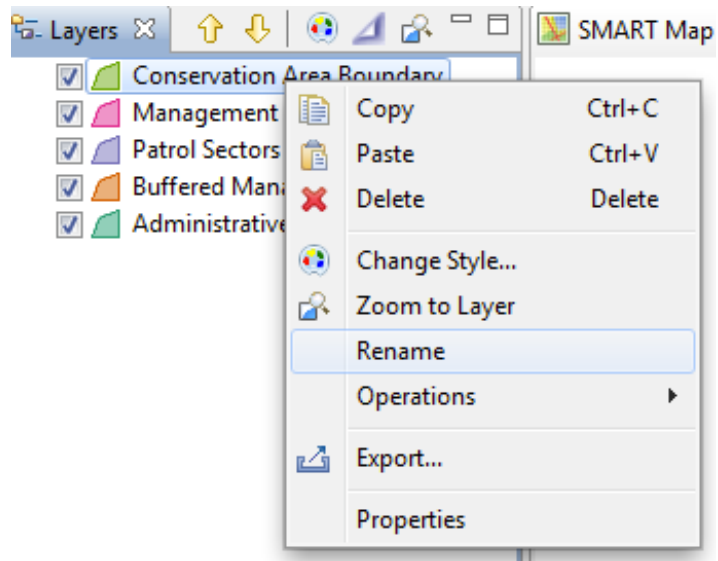 Layers
SMART Map
Conservation Area Boundary
Management
Patrol Sectors
Buffered Mana
Administrative
Copy Ctrl+C
Paste Ctrl+V
Delete Delete
Change Style...
Zoom to Layer
Rename
Operations
Export...
Properties